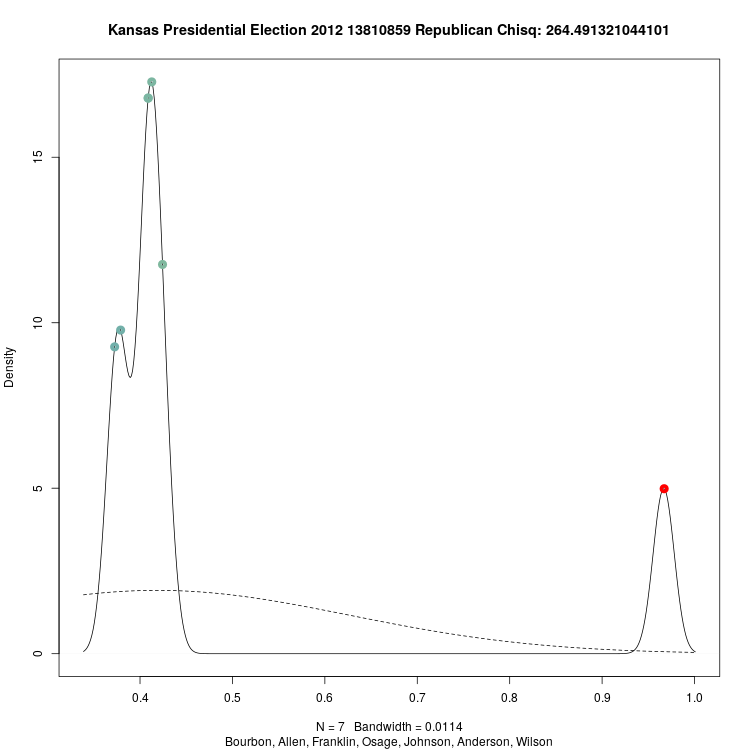 Kansas Presidential Election 2012 13810859 Republican Chisq: 264.491321044101
15
10
5
0
Density
0.4 0.5 0.6 0.7 0.8 0.9 1.0
N = 7 Bandwidth = 0.0114
Bourbon, Allen, Franklin, Osage, Johnson, Anderson, Wilson